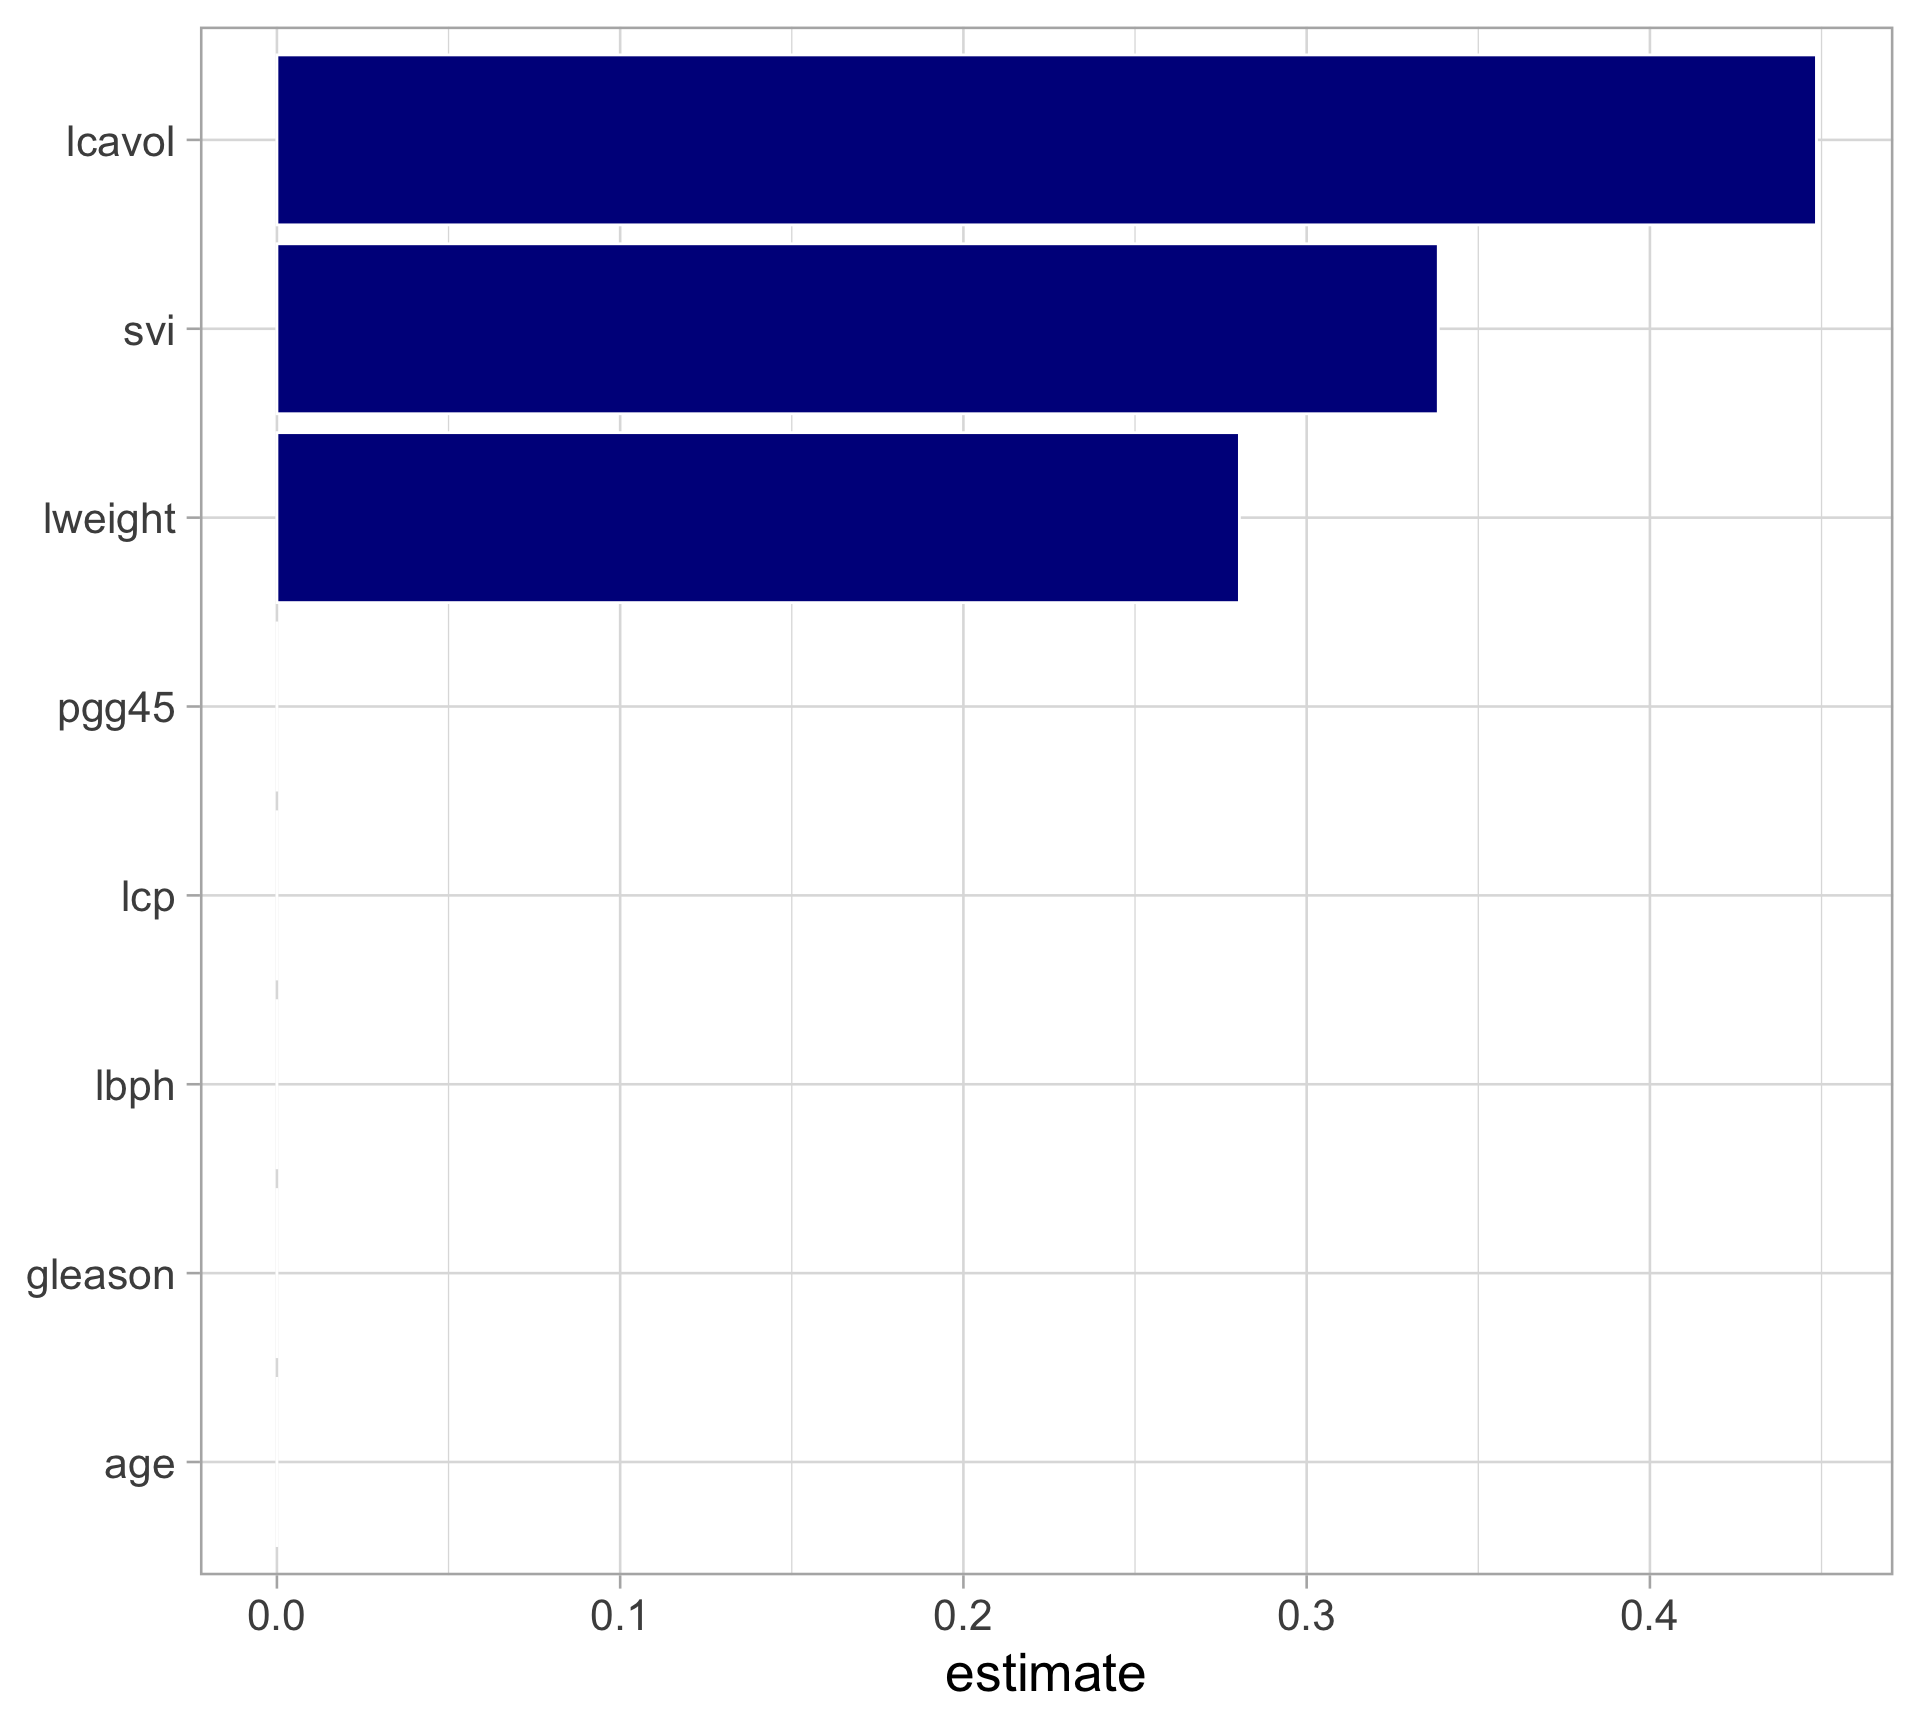 lcavol
svi
lweight
pgg45
lcp
lbph
gleason
age
0.0 0.1 0.2 0.3 0.4
estimate